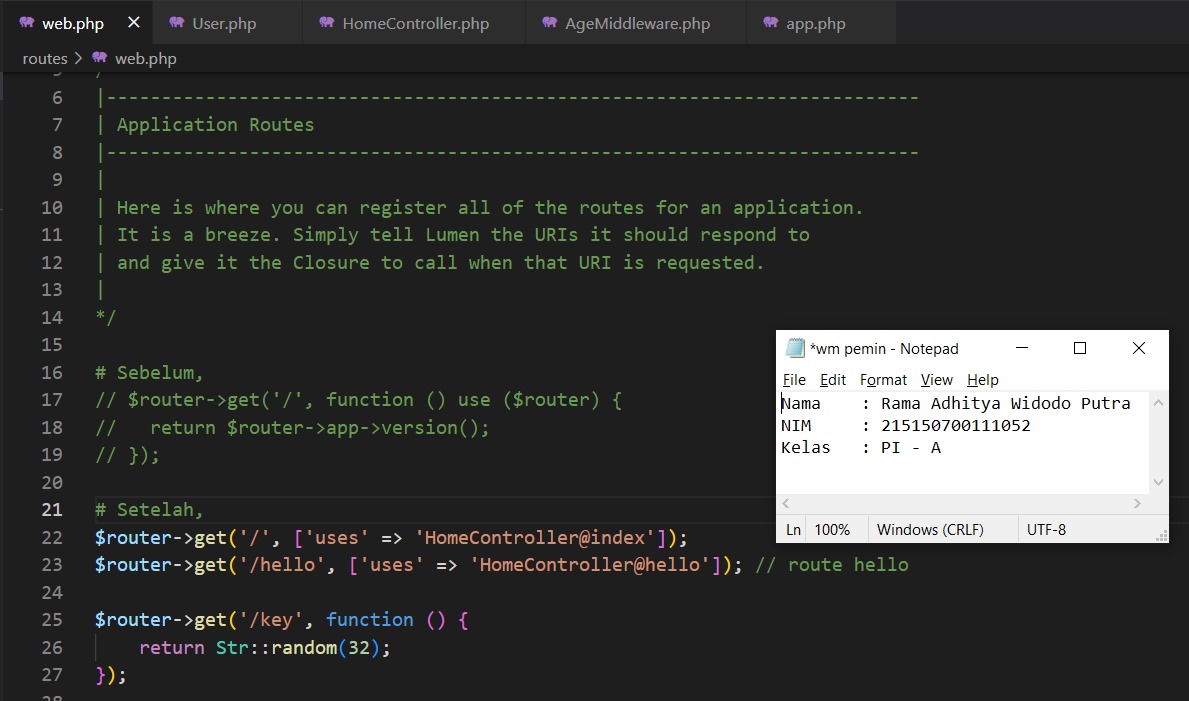 web.php
User.php
HomeController.php
AgeMiddleware.php
app.php
routes > web.php
6 |--------------------------------------------------------------------------
7 | Application Routes
8 |--------------------------------------------------------------------------
9 |
10 | Here is where you can register all of the routes for an application.
11 | It is a breeze. Simply tell Lumen the URIs it should respond to
12 | and give it the Closure to call when that URI is requested.
13 |
14 */
15
16 # Sebelum,
17 // $router->get('/', function () use ($router) {
18 //   return $router->app->version();
19 // });
20
21 # Setelah,
22 $router->get('/', ['uses' => 'HomeController@index']);
23 $router->get('/hello', ['uses' => 'HomeController@hello']); // route hello
24
25 $router->get('/key', function () {
26     return Str::random(32);
27 });
*wm pemin - Notepad
File Edit Format View Help
Nama    : Rama Adhitya Widodo Putra
NIM     : 215150700111052
Kelas   : PI - A
Ln 100% Windows (CRLF) UTF-8